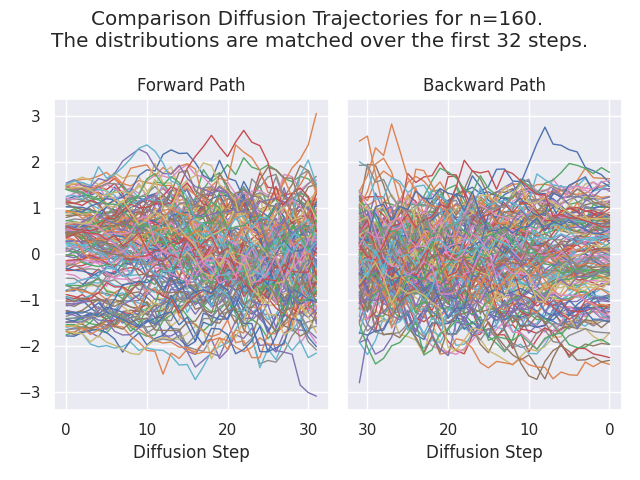 Comparison Diffusion Trajectories for n=160.
The distributions are matched over the first 32 steps.
Forward Path
Backward Path
3
2
1
0
−1
−2
−3
0 10 20 30
30 20 10 0
Diffusion Step
Diffusion Step